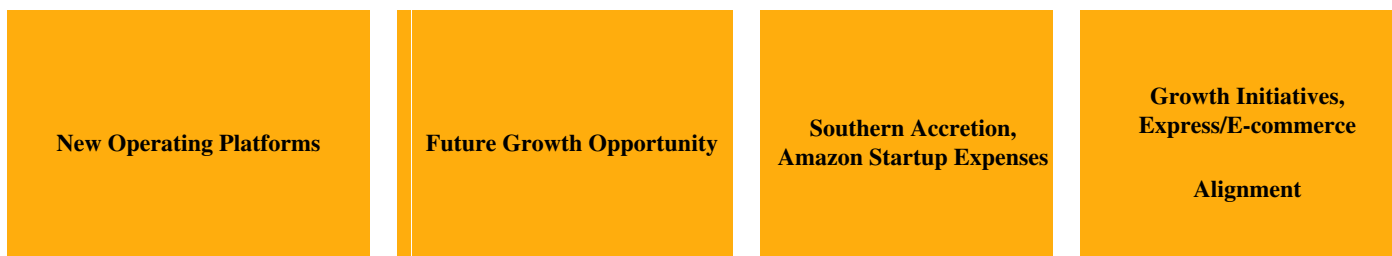 New Operating Platforms
Future Growth Opportunity
Southern Accretion,
Amazon Startup Expenses
Growth Initiatives,
Express/E-commerce
Alignment